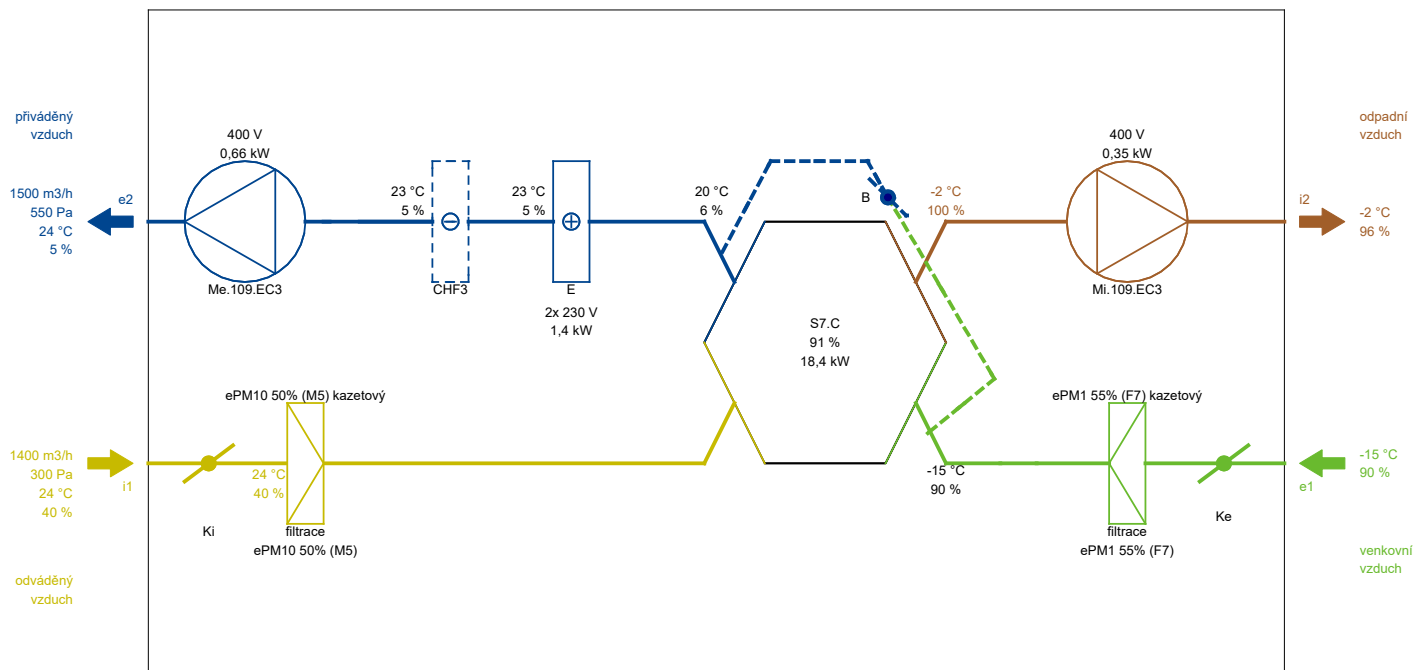 přiváděný
vzduch
1500 m3/h
550 Pa
24 °C
5 %
e2
400 V
0,66 kW
Me.109.EC3
23 °C
5 %
CHF3
23 °C
5 %
E
2x 230 V
1,4 kW
20 °C
6 %
B
-2 °C
100 %
400 V
0,35 kW
Mi.109.EC3
odpadní
vzduch
i2
-2 °C
96 %
S7.C
91 %
18,4 kW
1400 m3/h
300 Pa
24 °C
40 %
i1
Ki
ePM10 50% (M5) kazetový
24 °C
40 %
filtrace
ePM10 50% (M5)
odváděný
vzduch
-15 °C
90 %
ePM1 55% (F7) kazetový
filtrace
ePM1 55% (F7)
Ke
e1
-15 °C
90 %
venkovní
vzduch